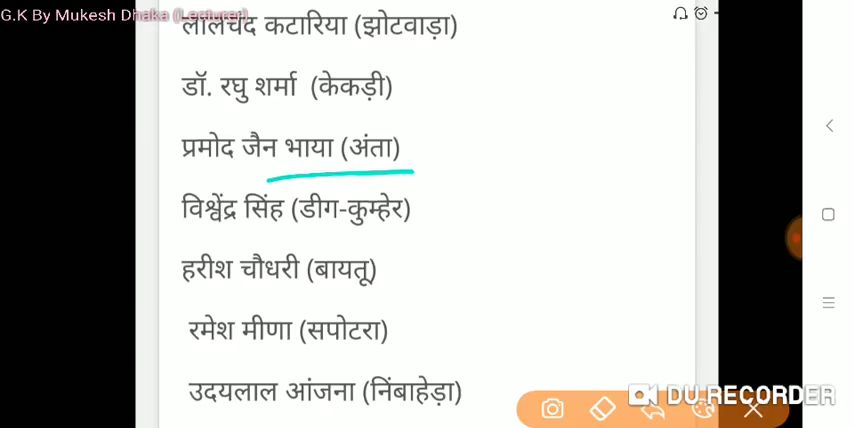 G.K By Mukesh Dhaka (Lecturer)
लालचंद कटारिया (झोटवाड़ा)
डॉ. रघु शर्मा (केकड़ी)
प्रमोद जैन भाया (अंता)
विश्वेंद्र सिंह (डीग-कुम्हेर)
हरीश चौधरी (बायतू)
रमेश मीणा (सपोटरा)
उदयलाल आंजना (निंबाहेड़ा)
DU RECORDER